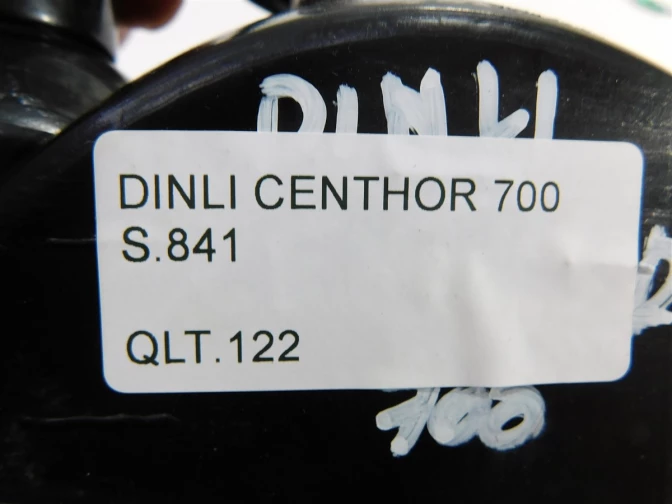 DINLI
DINLI CENTHOR 700
S.841
QLT.122
700